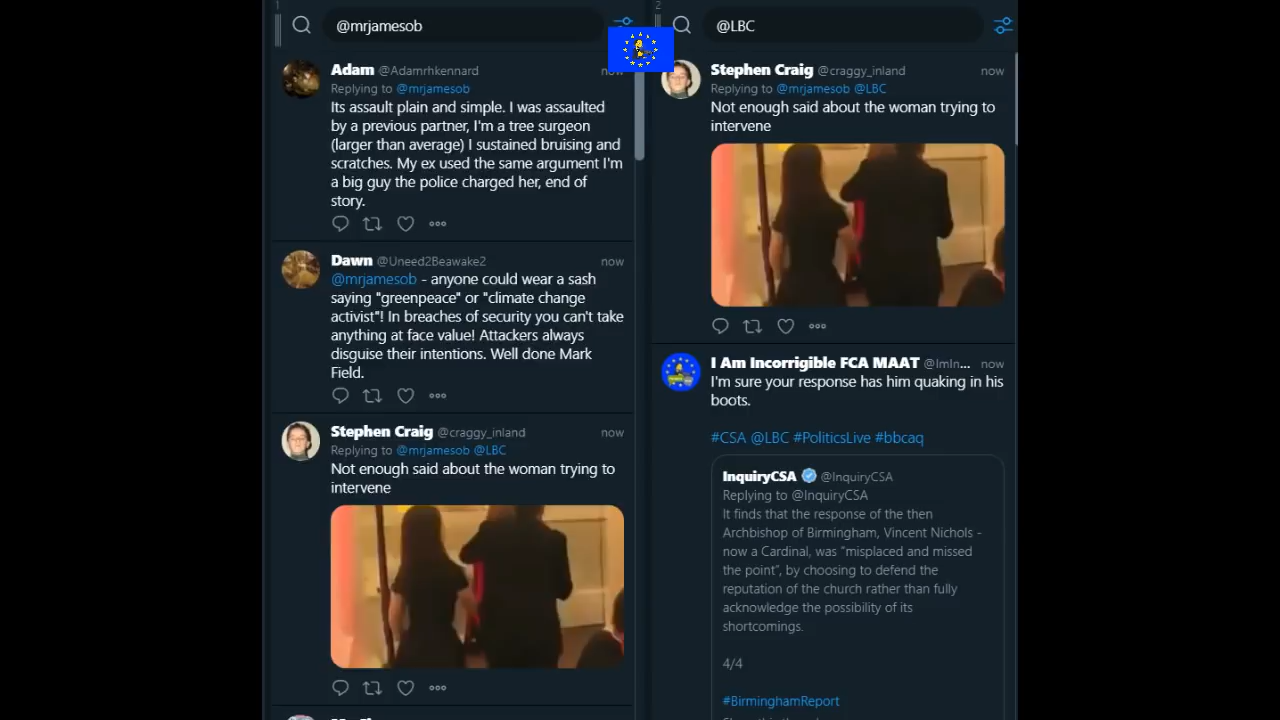 1
@mrjamesob
Adam @Adamrhkennard now
Replying to @mrjamesob
Its assault plain and simple. I was assaulted
by a previous partner, I'm a tree surgeon
(larger than average) I sustained bruising and
scratches. My ex used the same argument I'm
a big guy the police charged her, end of
story.
Dawn @Uneed2Beawake2 now
@mrjamesob - anyone could wear a sash
saying "greenpeace" or "climate change
activist"! In breaches of security you can't take
anything at face value! Attackers always
disguise their intentions. Well done Mark
Field.
Stephen Craig @craggy_inland now
Replying to @mrjamesob @LBC
Not enough said about the woman trying to
intervene
2
@LBC
Stephen Craig @craggy_inland now
Replying to @mrjamesob @LBC
Not enough said about the woman trying to
intervene
I Am Incorrigible FCA MAAT @ImIn... now
I'm sure your response has him quaking in his
boots.
#CSA @LBC #PoliticsLive #bbcaq
InquiryCSA @InquiryCSA
Replying to @InquiryCSA
It finds that the response of the then
Archbishop of Birmingham, Vincent Nichols -
now a Cardinal, was "misplaced and missed
the point", by choosing to defend the
reputation of the church rather than fully
acknowledge the possibility of its
shortcomings.
4/4
#BirminghamReport